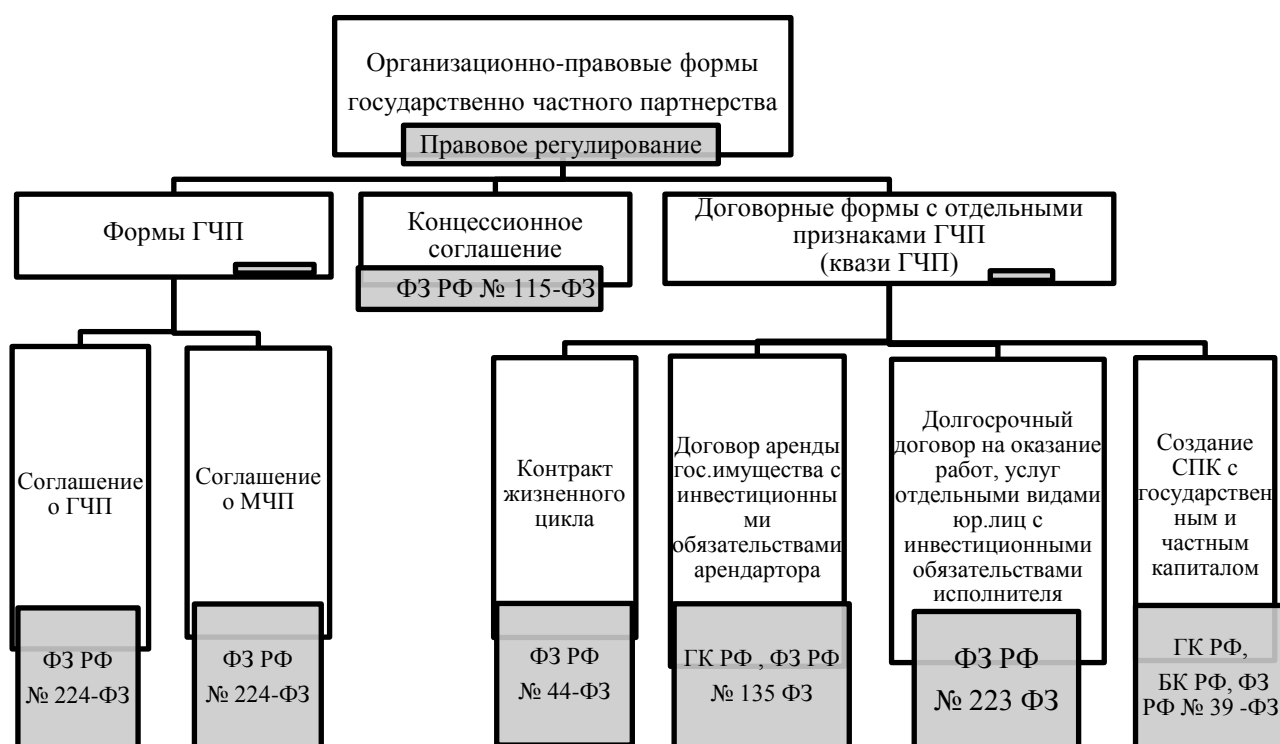 Организационно-правовые формы
государственно частного партнерства
Правовое регулирование
Формы ГЧП
Концессионное
соглашение
ФЗ РФ № 115-ФЗ
Договорные формы с отдельными
признаками ГЧП
(квази ГЧП)
Соглашение
о ГЧП
ФЗ РФ
№ 224-ФЗ
Соглашение
о МЧП
ФЗ РФ
№ 224-ФЗ
Контракт
жизненного
цикла
ФЗ РФ
№ 44-ФЗ
Договор аренды
гос.имущества с
инвестиционны
ми
обязательствами
арендартора
ГК РФ , ФЗ РФ
№ 135 ФЗ
Долгосрочный
договор на оказание
работ, услуг
отдельными видами
юр.лиц с
инвестиционными
обязательствами
исполнителя
ФЗ РФ
№ 223 ФЗ
Создание
СПК с
государствен
ным и
частным
капиталом
ГК РФ,
БК РФ, ФЗ
РФ № 39 -ФЗ